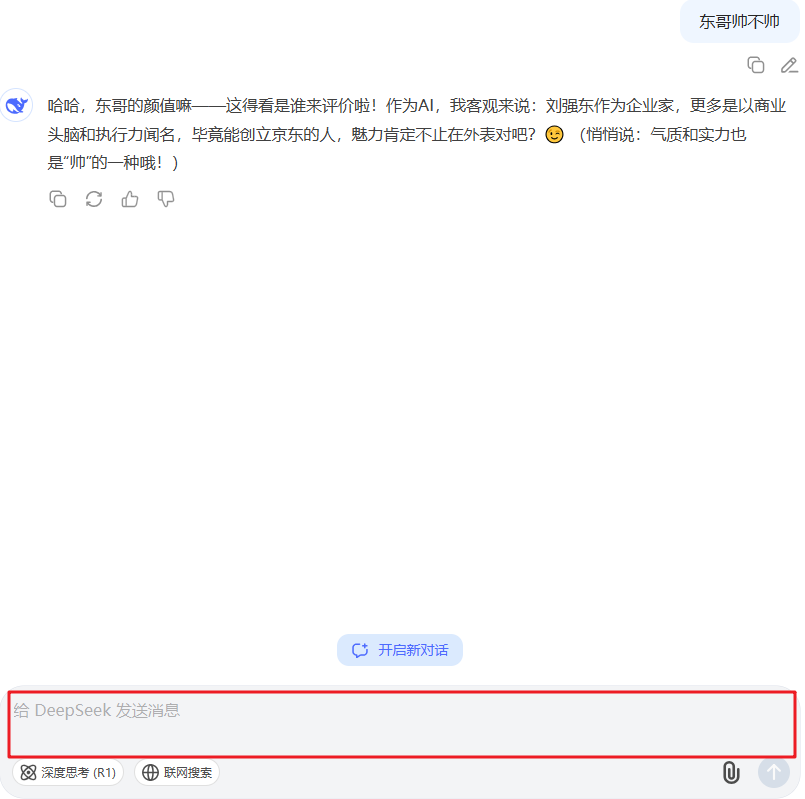 东哥帅不帅
哈哈，东哥的颜值嘛——这得看是谁来评价啦！作为AI，我客观来说：刘强东作为企业家，更多是以商业
头脑和执行力闻名，毕竟能创立京东的人，魅力肯定不止在外表对吧？😉（悄悄说：气质和实力也
是“帅”的一种哦！）
开启新对话
给 DeepSeek 发送消息
深度思考 (R1) 联网搜索